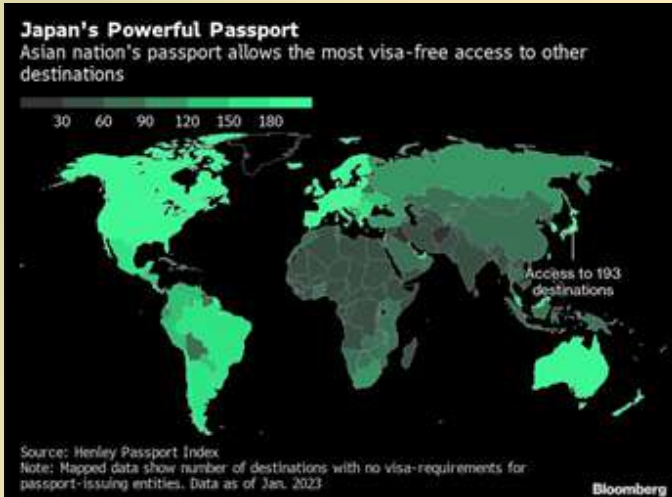 Japan's Powerful Passport
Asian nation's passport allows the most visa-free access to other
destinations
30 60 90 120 150 180
Access to 193
destinations
Source: Henley Passport Index
Note: Mapped data show number of destinations with no visa-requirements for
passport-issuing entities. Data as of Jan. 2023
Bloomberg